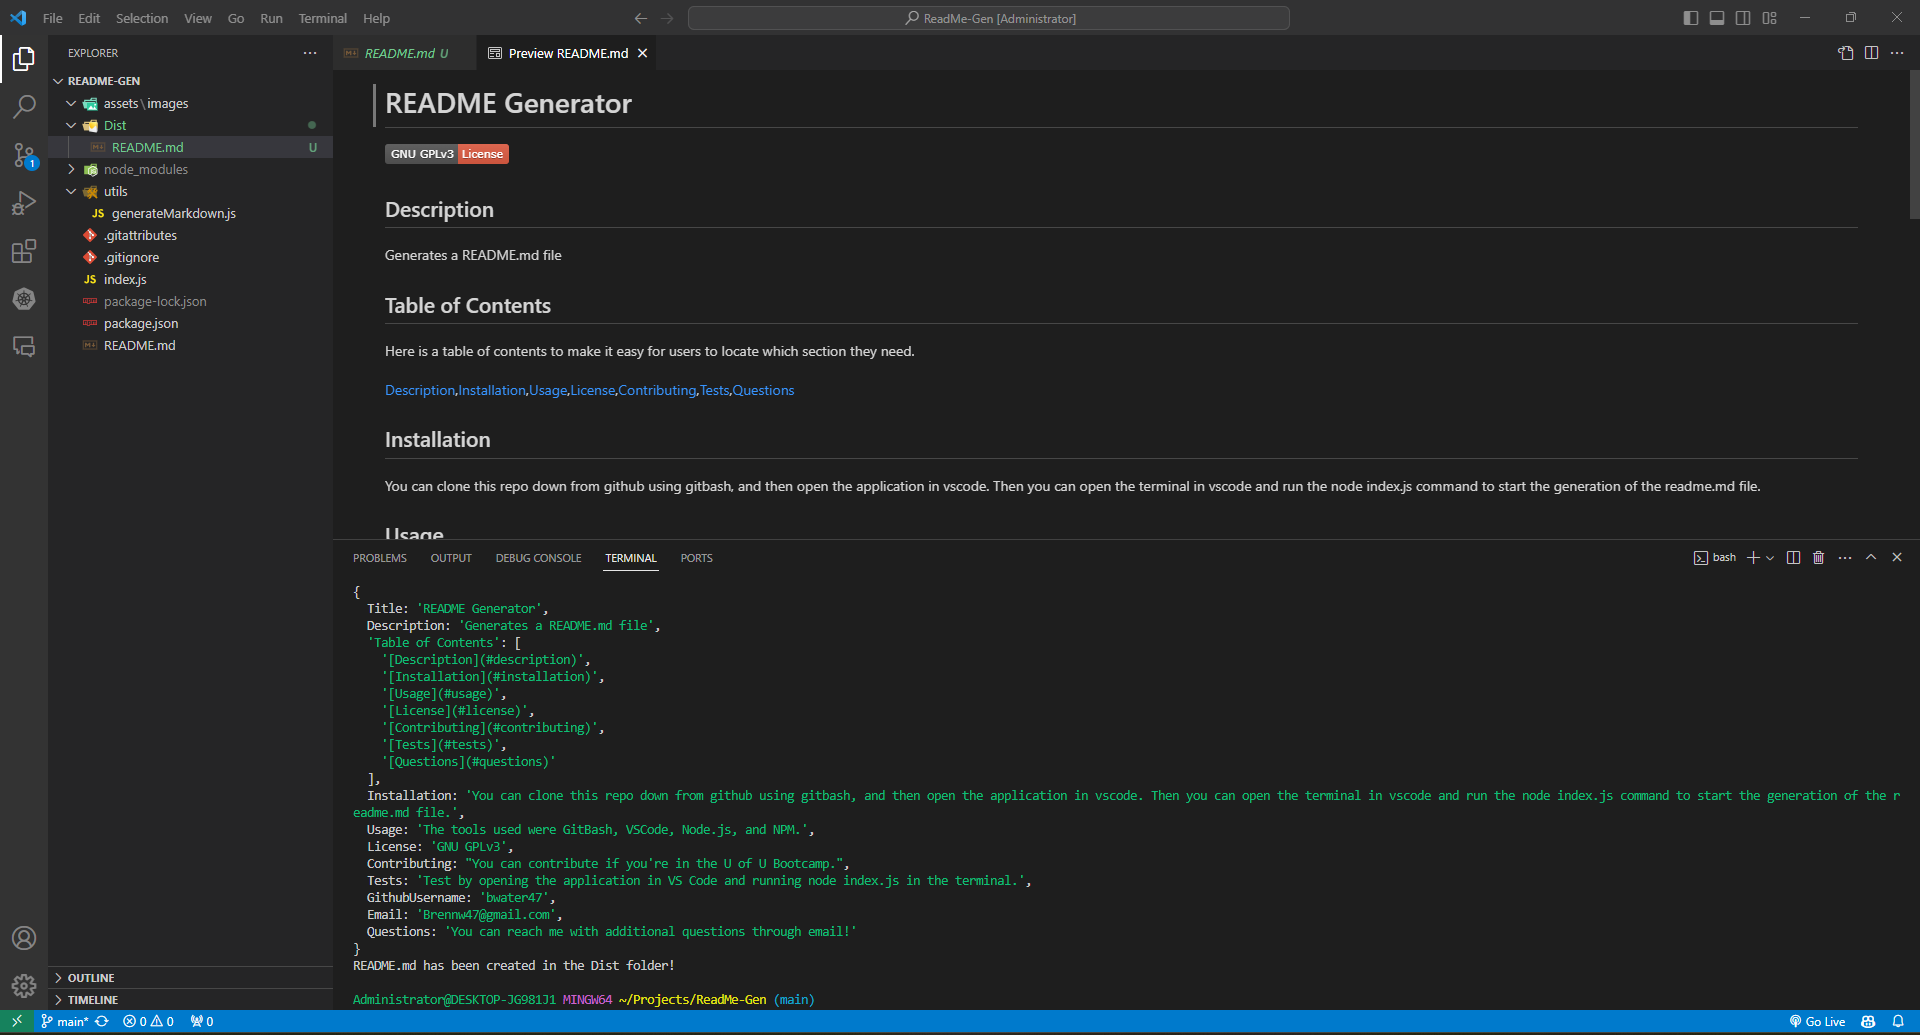 File Edit Selection View Go Run Terminal Help
ReadMe-Gen [Administrator]
EXPLORER
README-GEN
assets\images
Dist
README.md U
node_modules
utils
JS generateMarkdown.js
.gitattributes
.gitignore
JS index.js
package-lock.json
package.json
README.md
OUTLINE
TIMELINE
1
README.md U
Preview README.md
README Generator
GNU GPLv3 License
Description
Generates a README.md file
Table of Contents
Here is a table of contents to make it easy for users to locate which section they need.
Description,Installation,Usage,License,Contributing,Tests,Questions
Installation
You can clone this repo down from github using gitbash, and then open the application in vscode. Then you can open the terminal in vscode and run the node index.js command to start the generation of the readme.md file.
Usage
PROBLEMS OUTPUT DEBUG CONSOLE TERMINAL PORTS
bash
{
Title: 'README Generator',
Description: 'Generates a README.md file',
'Table of Contents': [
'[Description](#description)',
'[Installation](#installation)',
'[Usage](#usage)',
'[License](#license)',
'[Contributing](#contributing)',
'[Tests](#tests)',
'[Questions](#questions)'
],
Installation: 'You can clone this repo down from github using gitbash, and then open the application in vscode. Then you can open the terminal in vscode and run the node index.js command to start the generation of the r
eadme.md file.',
Usage: 'The tools used were GitBash, VSCode, Node.js, and NPM.',
License: 'GNU GPLv3',
Contributing: "You can contribute if you're in the U of U Bootcamp.",
Tests: 'Test by opening the application in VS Code and running node index.js in the terminal.',
GithubUsername: 'bwater47',
Email: 'Brennw47@gmail.com',
Questions: 'You can reach me with additional questions through email!'
}
README.md has been created in the Dist folder!
Administrator@DESKTOP-JG981J1 MINGW64 ~/Projects/ReadMe-Gen (main)
main* 0 0 0
Go Live